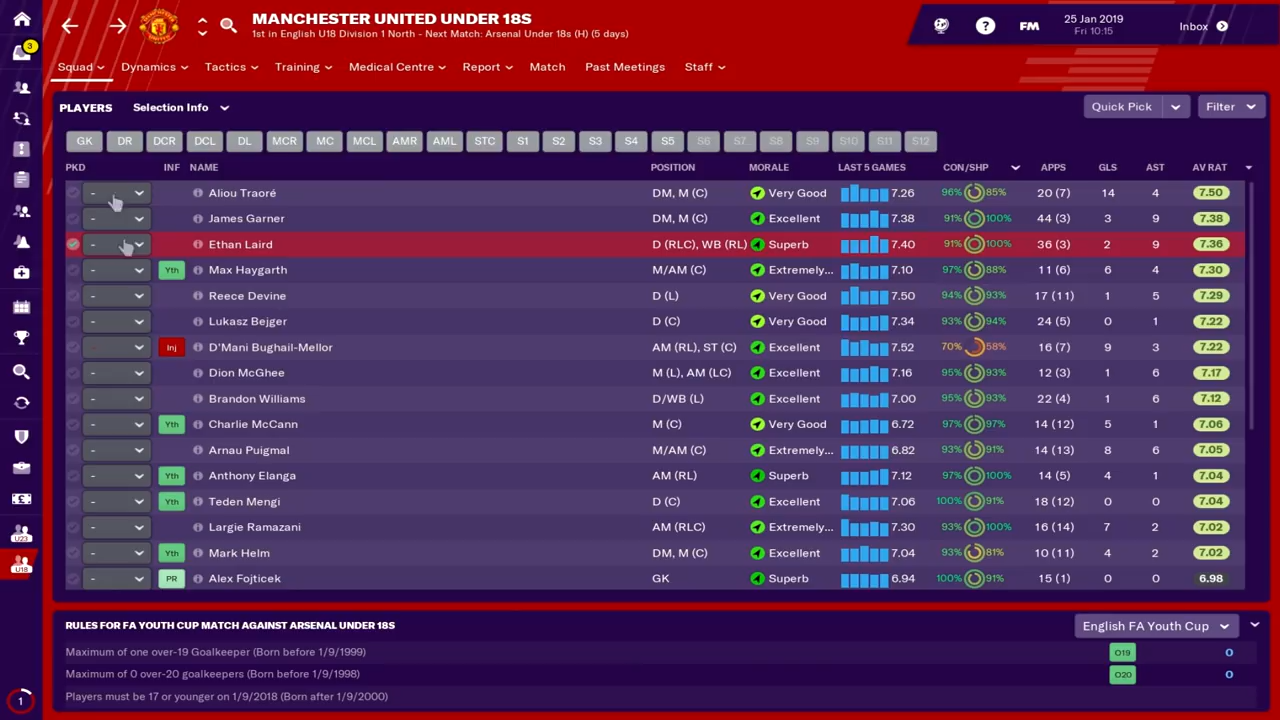 MANCHESTER UNITED UNDER 18S
1st in English U18 Division 1 North - Next Match: Arsenal Under 18s (H) (5 days)
3
FM
25 Jan 2019
Fri 10:15
Inbox
Squad Dynamics Tactics Training Medical Centre Report Match Past Meetings Staff
PLAYERS Selection Info Quick Pick Filter
GK DR DCR DCL DL MCR MC MCL AMR AML STC S1 S2 S3 S4 S5 S6 S7 S8 S9 S10 S11 S12
PKD INF NAME POSITION MORALE LAST 5 GAMES CON/SHP APPS GLS AST AV RAT
- Aliou Traoré DM, M (C) Very Good 7.26 96% 85% 20 (7) 14 4 7.50
- James Garner DM, M (C) Excellent 7.38 91% 100% 44 (3) 3 9 7.38
- Ethan Laird D (RLC), WB (RL) Superb 7.40 91% 100% 36 (3) 2 9 7.36
- Yth Max Haygarth M/AM (C) Extremely... 7.10 97% 88% 11 (6) 6 4 7.30
- Reece Devine D (L) Very Good 7.50 94% 93% 17 (11) 1 5 7.29
- Lukasz Bejger D (C) Very Good 7.34 93% 94% 24 (5) 0 1 7.22
Inj D'Mani Bughail-Mellor AM (RL), ST (C) Excellent 7.52 70% 58% 16 (7) 9 3 7.22
- Dion McGhee M (L), AM (LC) Excellent 7.16 95% 93% 12 (3) 1 6 7.17
- Brandon Williams D/WB (L) Excellent 7.00 95% 93% 22 (4) 1 6 7.12
- Yth Charlie McCann M (C) Very Good 6.72 97% 97% 14 (12) 5 1 7.06
- Arnau Puigmal M/AM (C) Extremely... 6.82 93% 91% 14 (13) 8 6 7.05
- Yth Anthony Elanga AM (RL) Superb 7.12 97% 100% 14 (5) 4 1 7.04
- Yth Teden Mengi D (C) Excellent 7.06 100% 91% 18 (12) 0 0 7.04
- Largie Ramazani AM (RLC) Extremely... 7.30 93% 100% 16 (14) 7 2 7.02
- Yth Mark Helm DM, M (C) Excellent 7.04 93% 81% 10 (11) 4 2 7.02
- PR Alex Fojticek GK Superb 6.94 100% 91% 15 (1) 0 0 6.98
U23
U18
1
RULES FOR FA YOUTH CUP MATCH AGAINST ARSENAL UNDER 18S English FA Youth Cup
Maximum of one over-19 Goalkeeper (Born before 1/9/1999) O19 0
Maximum of 0 over-20 goalkeepers (Born before 1/9/1998) O20 0
Players must be 17 or younger on 1/9/2018 (Born after 1/9/2000)